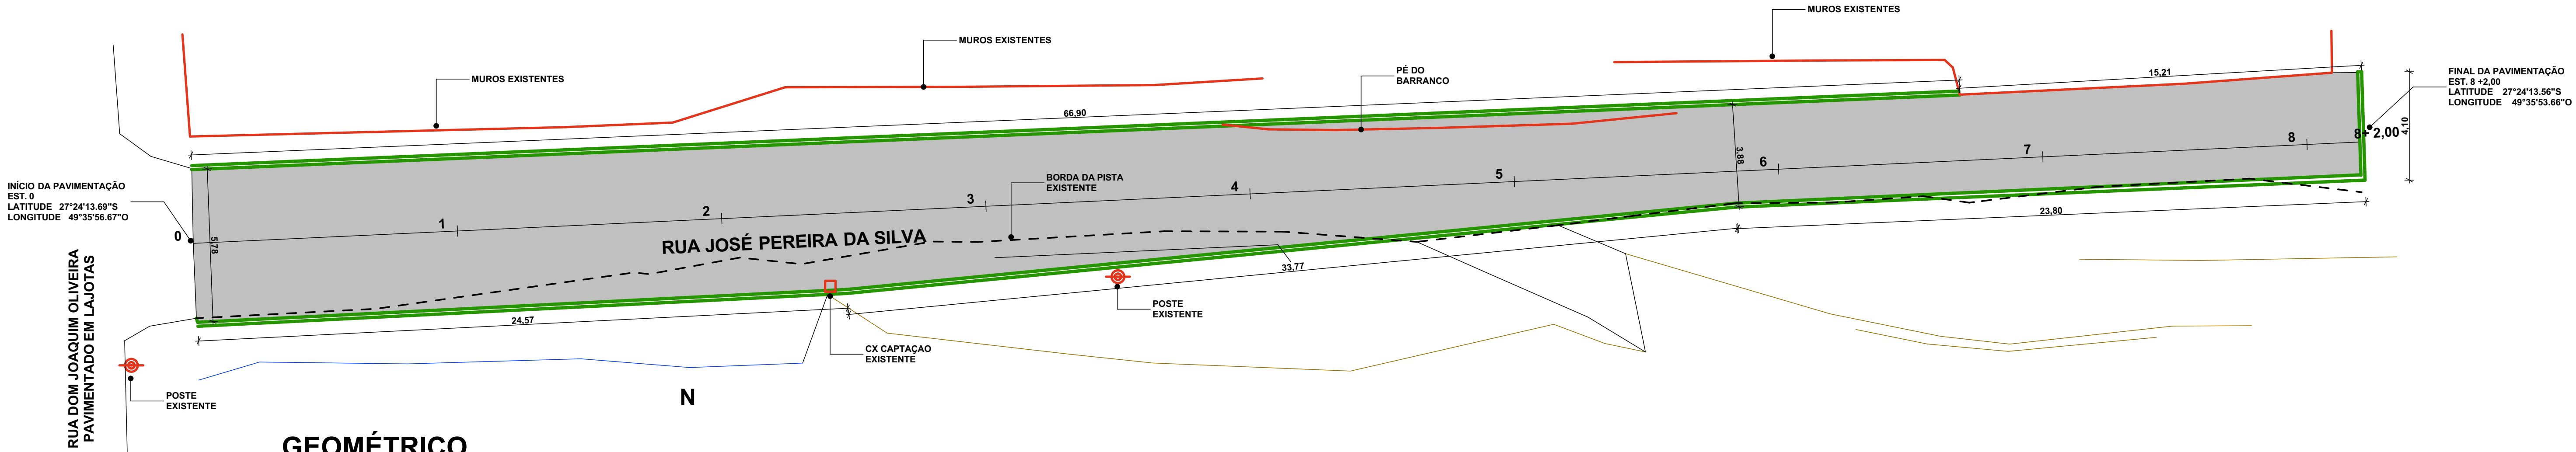 MUROS EXISTENTES
MUROS EXISTENTES
MUROS EXISTENTES
PÉ DO
BARRANCO
15,21
FINAL DA PAVIMENTAÇÃO
EST. 8 +2,00
LATITUDE 27°24'13.56"S
LONGITUDE 49°35'53.66"O
66,90
4,10
8+ 2,00
8
7
6
5
4
3
2
1
0
3,88
BORDA DA PISTA
EXISTENTE
INÍCIO DA PAVIMENTAÇÃO
EST. 0
LATITUDE 27°24'13.69"S
LONGITUDE 49°35'56.67"O
5,78
RUA JOSÉ PEREIRA DA SILVA
23,80
33,77
24,57
POSTE
EXISTENTE
CX CAPTAÇAO
EXISTENTE
RUA DOM JOAQUIM OLIVEIRA
PAVIMENTADO EM LAJOTAS
POSTE
EXISTENTE
N
GEOMÉTRICO